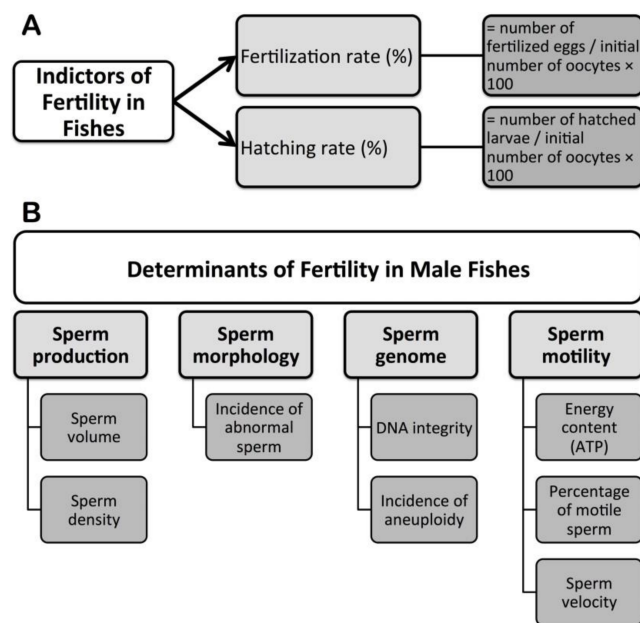 A
Indictors of
Fertility in
Fishes
Fertilization rate (%)
= number of
fertilized eggs / initial
number of oocytes ×
100
Hatching rate (%)
= number of hatched
larvae / initial
number of oocytes ×
100
B
Determinants of Fertility in Male Fishes
Sperm
production
Sperm
volume
Sperm
density
Sperm
morphology
Incidence of
abnormal
sperm
Sperm
genome
DNA integrity
Incidence of
aneuploidy
Sperm
motility
Energy
content
(ATP)
Percentage
of motile
sperm
Sperm
velocity